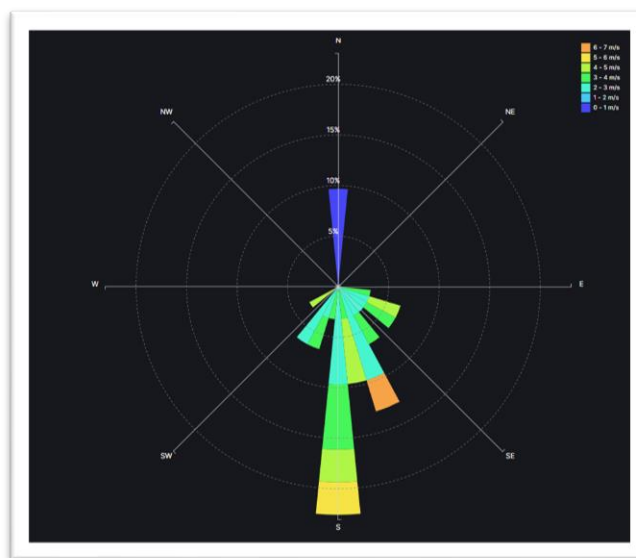 N
6 - 7 m/s
5 - 6 m/s
4 - 5 m/s
3 - 4 m/s
2 - 3 m/s
1 - 2 m/s
0 - 1 m/s
20%
NW
NE
15%
10%
5%
W
E
SW
SE
S